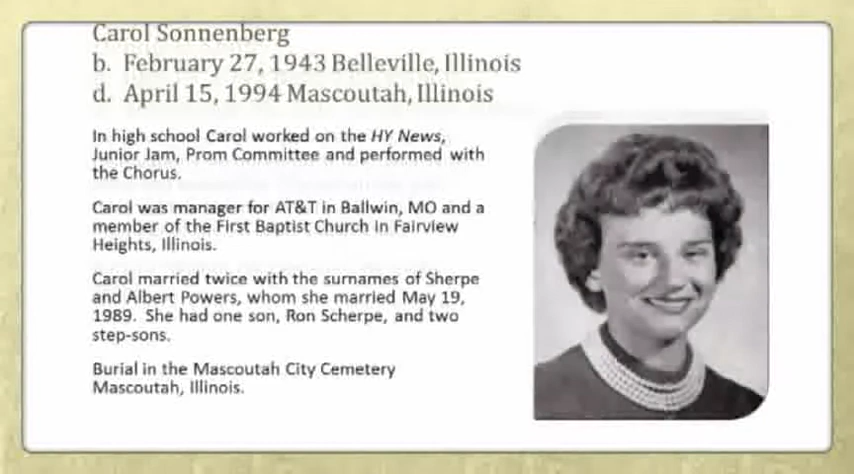 Carol Sonnenberg
b. February 27, 1943 Belleville, Illinois
d. April 15, 1994 Mascoutah, Illinois
In high school Carol worked on the HY News,
Junior Jam, Prom Committee and performed with
the Chorus.
Carol was manager for AT&T in Ballwin, MO and a
member of the First Baptist Church in Fairview
Heights, Illinois.
Carol married twice with the surnames of Sherpe
and Albert Powers, whom she married May 19,
1989. She had one son, Ron Scherpe, and two
step-sons.
Burial in the Mascoutah City Cemetery
Mascoutah, Illinois.